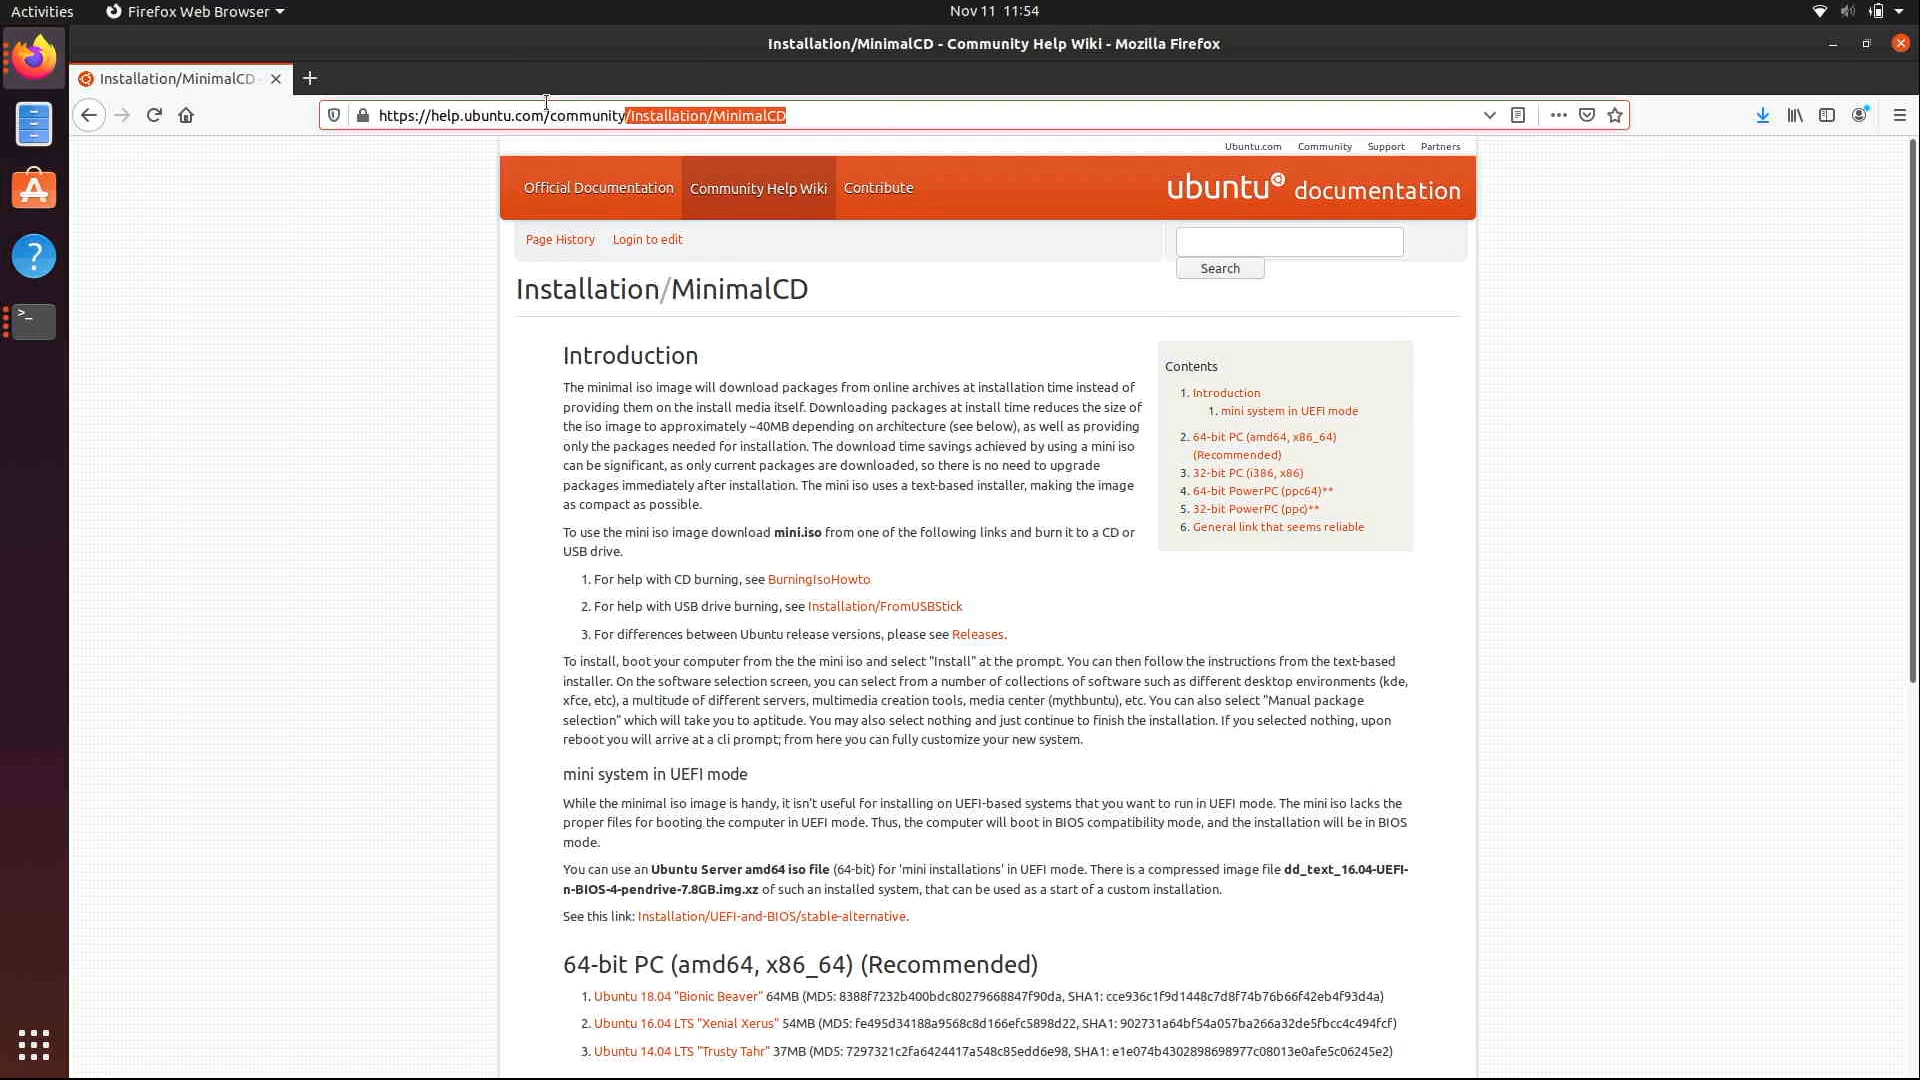 Activities Firefox Web Browser Nov 11 11:54
Installation/MinimalCD - Community Help Wiki - Mozilla Firefox
Installation/MinimalCD
https://help.ubuntu.com/community/Installation/MinimalCD
Ubuntu.com Community Support Partners
Official Documentation Community Help Wiki Contribute ubuntu documentation
Page History Login to edit
Search
Installation/MinimalCD
Introduction
The minimal iso image will download packages from online archives at installation time instead of
providing them on the install media itself. Downloading packages at install time reduces the size of
the iso image to approximately ~40MB depending on architecture (see below), as well as providing
only the packages needed for installation. The download time savings achieved by using a mini iso
can be significant, as only current packages are downloaded, so there is no need to upgrade
packages immediately after installation. The mini iso uses a text-based installer, making the image
as compact as possible.
To use the mini iso image download mini.iso from one of the following links and burn it to a CD or
USB drive.
1. For help with CD burning, see BurningIsoHowto
2. For help with USB drive burning, see Installation/FromUSBStick
3. For differences between Ubuntu release versions, please see Releases.
Contents
1. Introduction
1. mini system in UEFI mode
2. 64-bit PC (amd64, x86_64)
(Recommended)
3. 32-bit PC (i386, x86)
4. 64-bit PowerPC (ppc64)**
5. 32-bit PowerPC (ppc)**
6. General link that seems reliable
To install, boot your computer from the the mini iso and select "Install" at the prompt. You can then follow the instructions from the text-based
installer. On the software selection screen, you can select from a number of collections of software such as different desktop environments (kde,
xfce, etc), a multitude of different servers, multimedia creation tools, media center (mythbuntu), etc. You can also select "Manual package
selection" which will take you to aptitude. You may also select nothing and just continue to finish the installation. If you selected nothing, upon
reboot you will arrive at a cli prompt; from here you can fully customize your new system.
mini system in UEFI mode
While the minimal iso image is handy, it isn't useful for installing on UEFI-based systems that you want to run in UEFI mode. The mini iso lacks the
proper files for booting the computer in UEFI mode. Thus, the computer will boot in BIOS compatibility mode, and the installation will be in BIOS
mode.
You can use an Ubuntu Server amd64 iso file (64-bit) for 'mini installations' in UEFI mode. There is a compressed image file dd_text_16.04-UEFI-
n-BIOS-4-pendrive-7.8GB.img.xz of such an installed system, that can be used as a start of a custom installation.
See this link: Installation/UEFI-and-BIOS/stable-alternative.
64-bit PC (amd64, x86_64) (Recommended)
1. Ubuntu 18.04 "Bionic Beaver" 64MB (MD5: 8388f7232b400bdc80279668847f90da, SHA1: cce936c1f9d1448c7d8f74b76b66f42eb4f93d4a)
2. Ubuntu 16.04 LTS "Xenial Xerus" 54MB (MD5: fe495d34188a9568c8d166efc5898d22, SHA1: 902731a64bf54a057ba266a32de5fbcc4c494fcf)
3. Ubuntu 14.04 LTS "Trusty Tahr" 37MB (MD5: 7297321c2fa6424417a548c85edd6e98, SHA1: e1e074b4302898698977c08013e0afe5c06245e2)